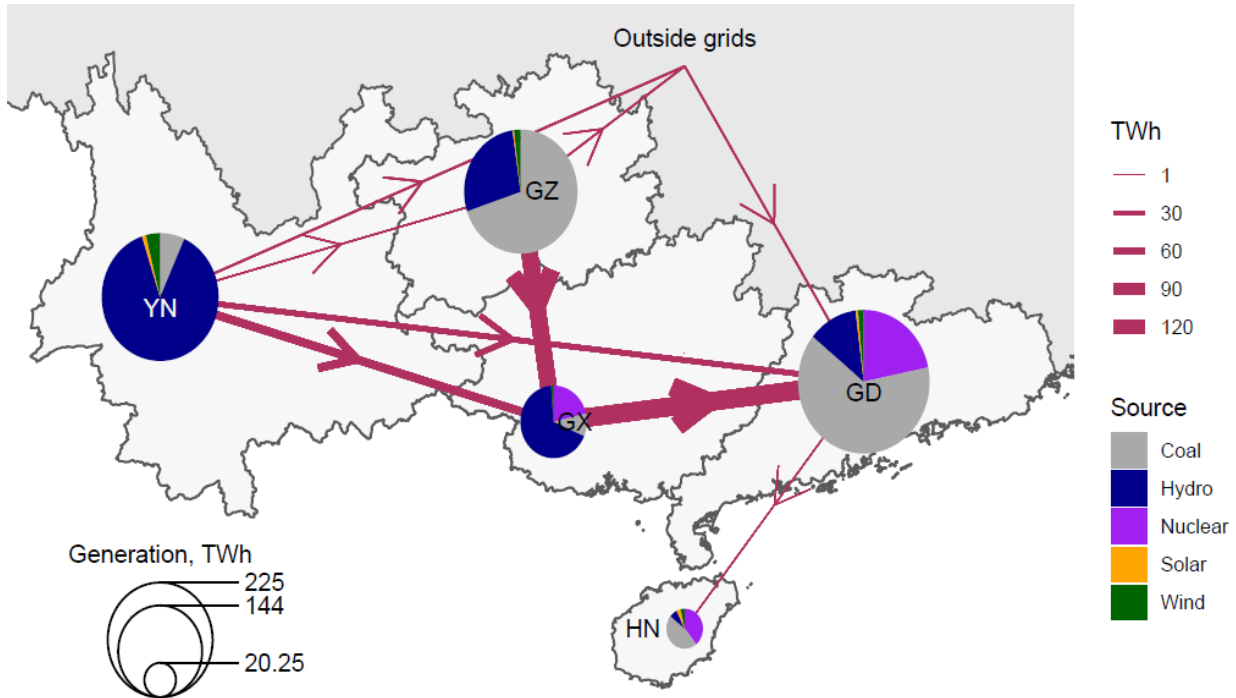 Outside grids
GZ
YN
GX
GD
HN
Generation, TWh
225
144
20.25
TWh
1
30
60
90
120
Source
Coal
Hydro
Nuclear
Solar
Wind